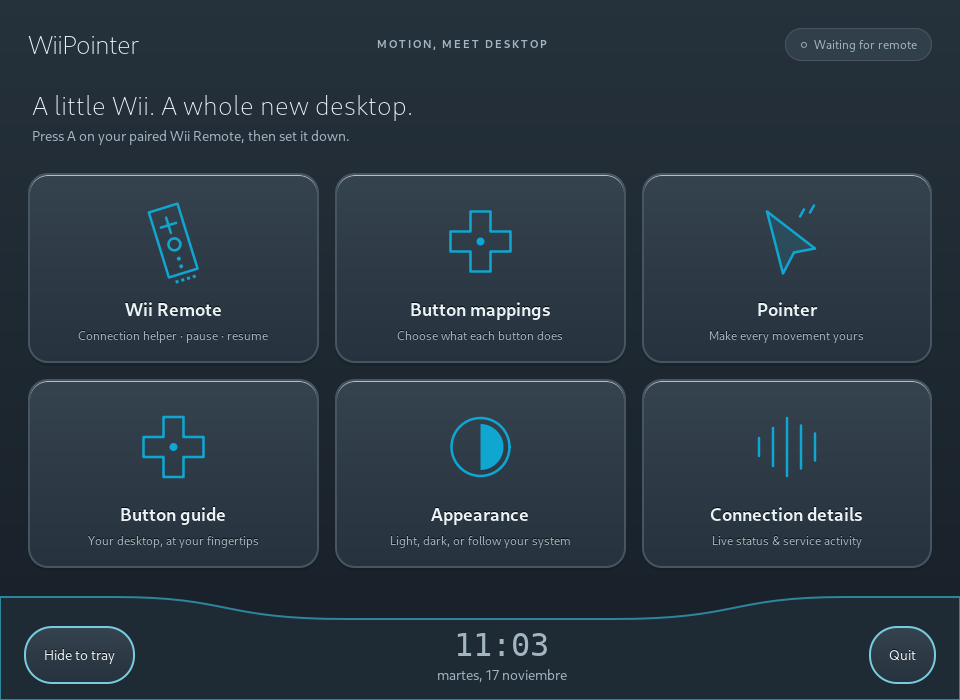 WiiPointer
MOTION, MEET DESKTOP
Waiting for remote
A little Wii. A whole new desktop.
Press A on your paired Wii Remote, then set it down.
Wii Remote
Connection helper · pause · resume
Button mappings
Choose what each button does
Pointer
Make every movement yours
Button guide
Your desktop, at your fingertips
Appearance
Light, dark, or follow your system
Connection details
Live status & service activity
Hide to tray
11:03
martes, 17 noviembre
Quit